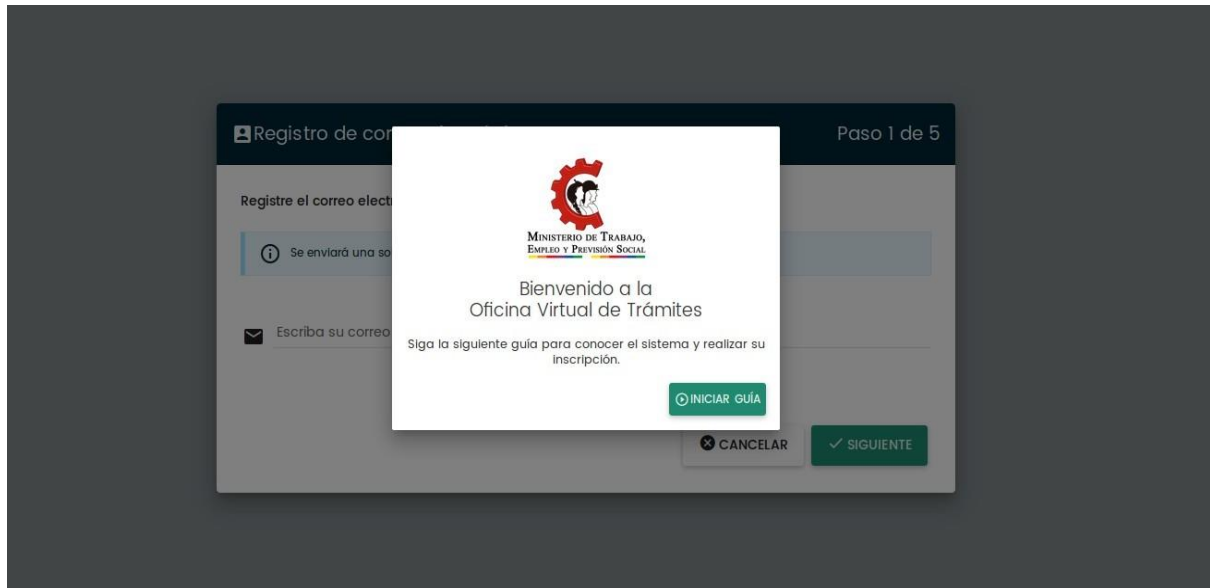 Registro de cor
Paso 1 de 5
Registre el correo elect
Se enviará una so
Escriba su correo
MINISTERIO DE TRABAJO,
EMPLEO Y PREVISIÓN SOCIAL
Bienvenido a la
Oficina Virtual de Trámites
Siga la siguiente guía para conocer el sistema y realizar su
inscripción.
INICIAR GUÍA
CANCELAR
SIGUIENTE